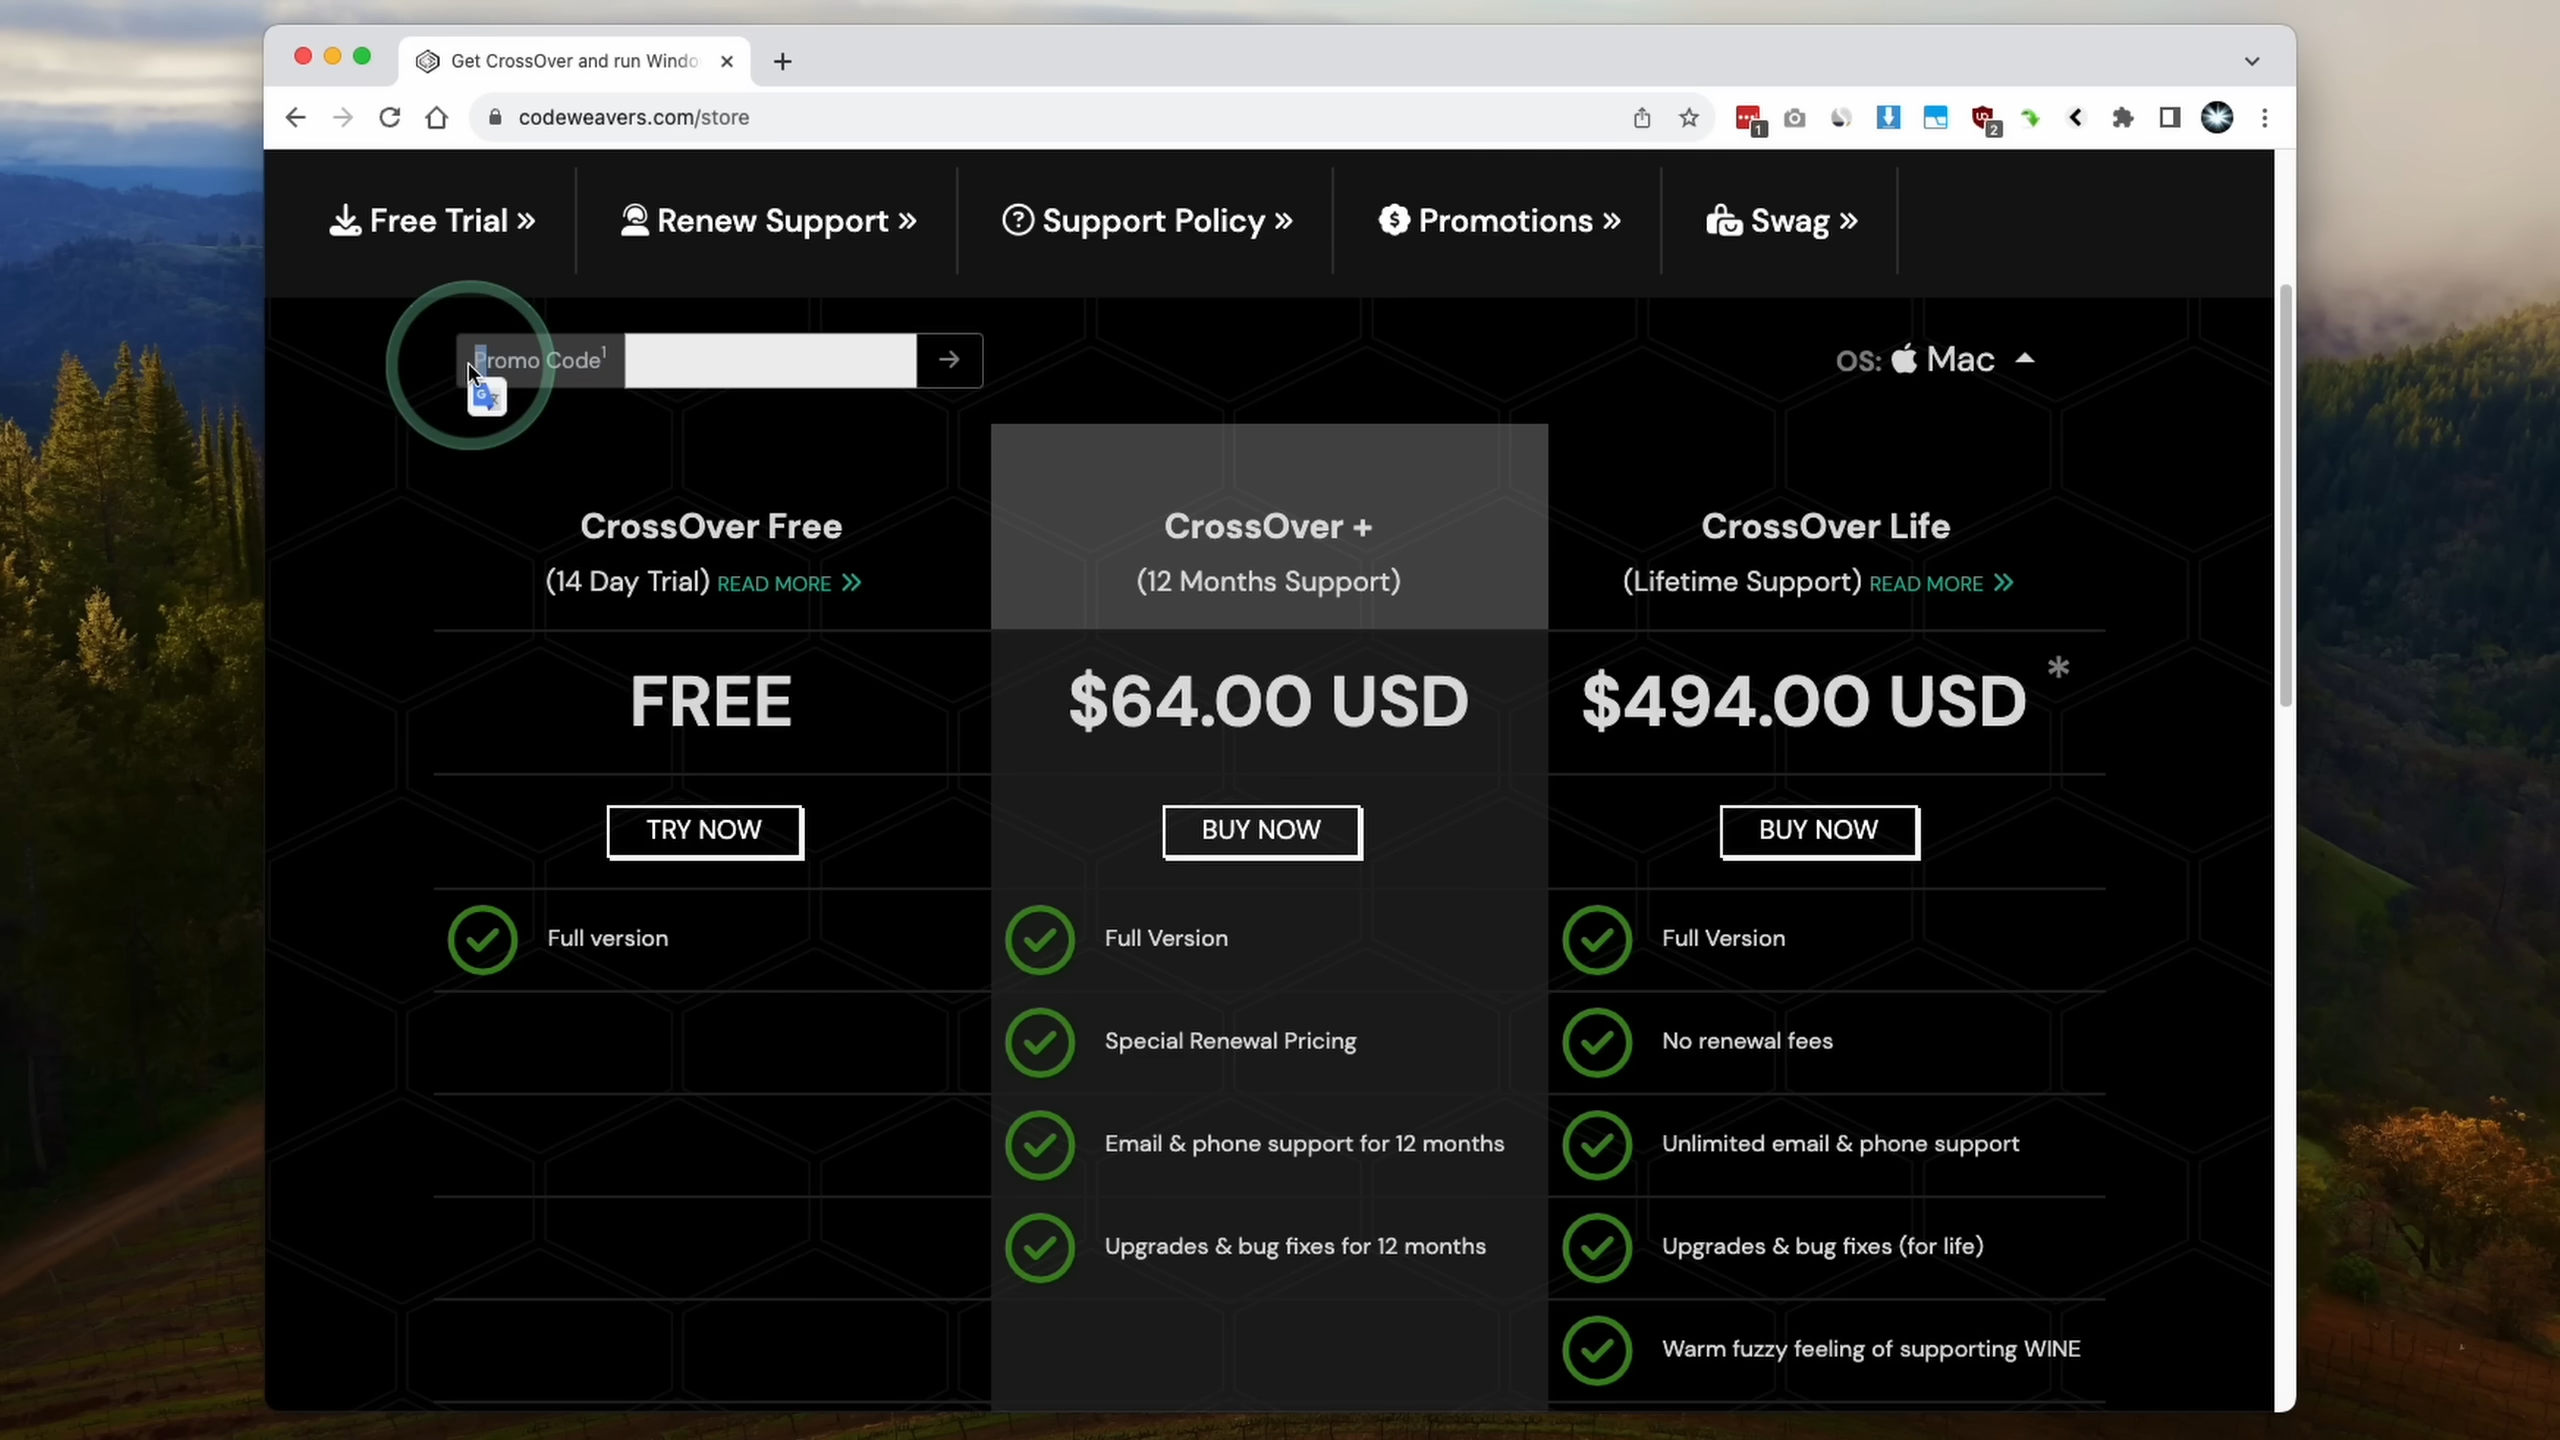 Get CrossOver and run Windo
codeweavers.com/store
1
2
Free Trial »
Renew Support »
Support Policy »
Promotions »
Swag »
Promo Code1
OS: Mac
CrossOver Free
(14 Day Trial) READ MORE »
CrossOver +
(12 Months Support)
CrossOver Life
(Lifetime Support) READ MORE »
FREE
$64.00 USD
$494.00 USD *
TRY NOW
BUY NOW
BUY NOW
Full version
Full Version
Full Version
Special Renewal Pricing
No renewal fees
Email & phone support for 12 months
Unlimited email & phone support
Upgrades & bug fixes for 12 months
Upgrades & bug fixes (for life)
Warm fuzzy feeling of supporting WINE